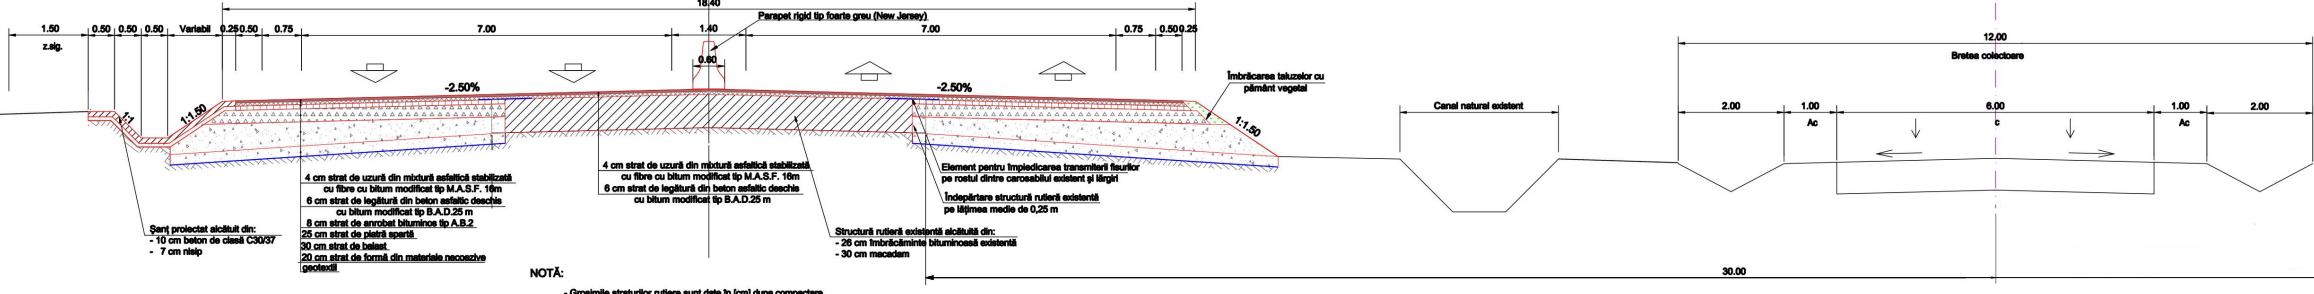 18.40
Parapet rigid tip foarte greu (New Jersey)
1.50 0.50 0.50 0.50 Variabil 0.25 0.50 0.75 7.00 1.40 7.00 0.75 0.50 0.25
z.sig.
12.00
Bretea colectoare
0.60
Îmbrăcarea taluzelor cu
pământ vegetal
-2.50% -2.50%
1:1 1:1.50 1:1.50
Canal natural existent
2.00 1.00 6.00 1.00 2.00
Ac c Ac
4 cm strat de uzură din mixtură asfaltică stabilizată
cu fibre cu bitum modificat tip M.A.S.F. 16m
6 cm strat de legătură din beton asfaltic deschis
cu bitum modificat tip B.A.D.25 m
8 cm strat de anrobat bituminos tip A.B.2
25 cm strat de piatră spartă
30 cm strat de balast
20 cm strat de formă din materiale necoezive
geotextil
4 cm strat de uzură din mixtură asfaltică stabilizată
cu fibre cu bitum modificat tip M.A.S.F. 16m
6 cm strat de legătură din beton asfaltic deschis
cu bitum modificat tip B.A.D.25 m
Element pentru împiedicarea transmiterii fisurilor
pe rostul dintre carosabilul existent și lărgiri
Îndepărtare structură rutieră existentă
pe lățimea medie de 0,25 m
Șanț proiectat alcătuit din:
- 10 cm beton de clasă C30/37
- 7 cm nisip
Structură rutieră existentă alcătuită din:
- 26 cm îmbrăcăminte bituminoasă existentă
- 30 cm macadam
30.00
NOTĂ:
- Grosimile straturilor rutiere sunt date în [cm] dupa compactare